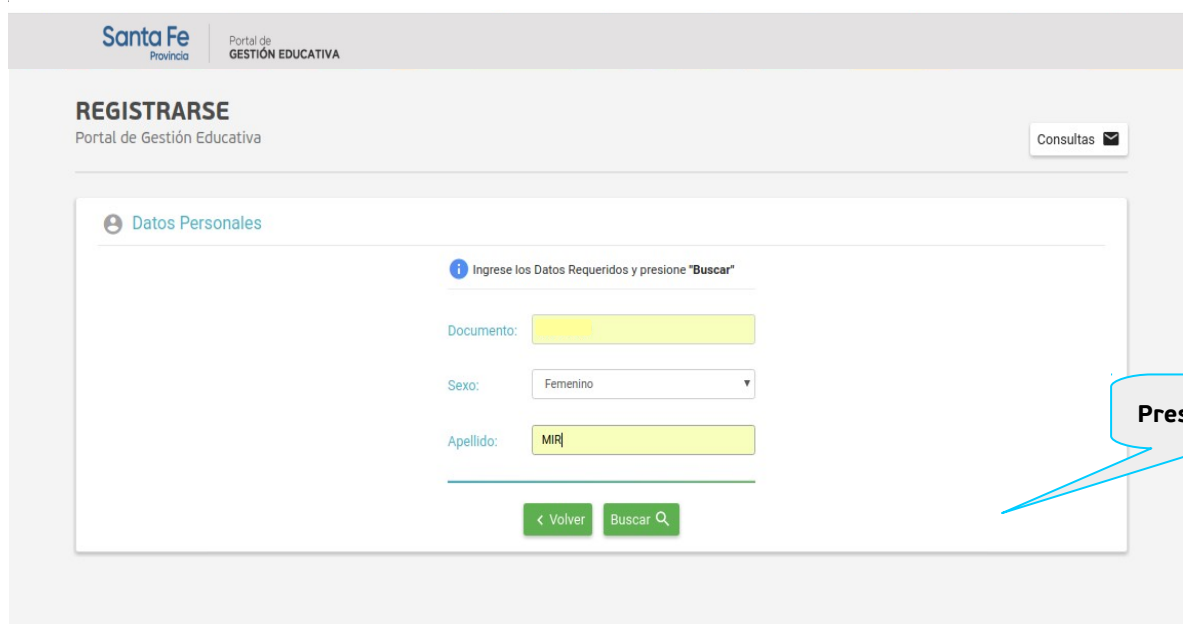 Santa Fe
Provincia
Portal de
GESTIÓN EDUCATIVA
REGISTRARSE
Portal de Gestión Educativa
Consultas
Datos Personales
Ingrese los Datos Requeridos y presione "Buscar"
Documento:
Sexo: Femenino
Apellido: MIR
Volver Buscar